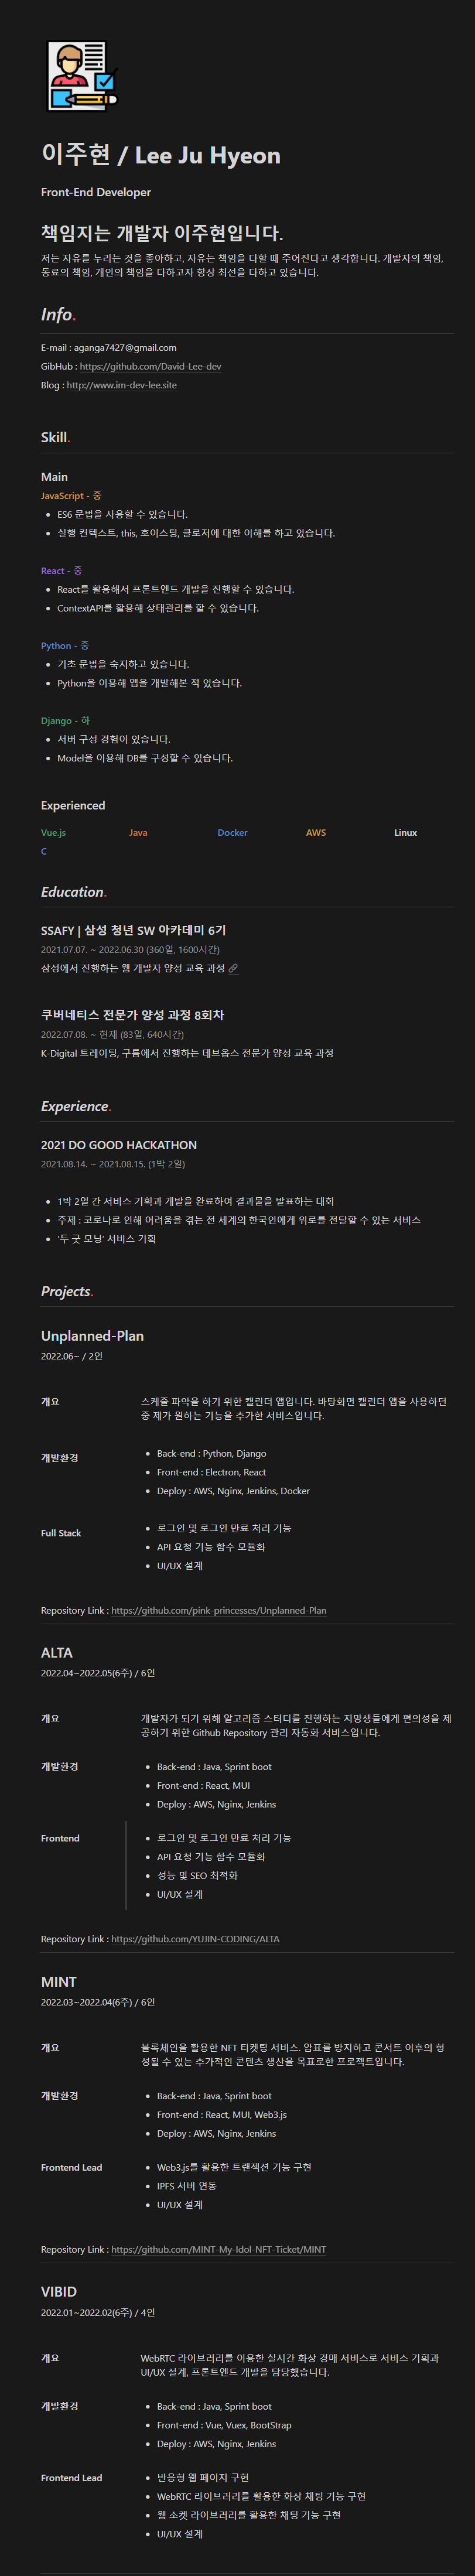 이주현 / Lee Ju Hyeon
Front-End Developer
책임지는 개발자 이주현입니다.
저는 자유를 누리는 것을 좋아하고, 자유는 책임을 다할 때 주어진다고 생각합니다. 개발자의 책임,
동료의 책임, 개인의 책임을 다하고자 항상 최선을 다하고 있습니다.
Info.
E-mail : aganga7427@gmail.com
GibHub : https://github.com/David-Lee-dev
Blog : http://www.im-dev-lee.site
Skill.
Main
JavaScript - 중
• ES6 문법을 사용할 수 있습니다.
• 실행 컨텍스트, this, 호이스팅, 클로저에 대한 이해를 하고 있습니다.
React - 중
• React를 활용해서 프론트엔드 개발을 진행할 수 있습니다.
• ContextAPI를 활용해 상태관리를 할 수 있습니다.
Python - 중
• 기초 문법을 숙지하고 있습니다.
• Python을 이용해 앱을 개발해본 적 있습니다.
Django - 하
• 서버 구성 경험이 있습니다.
• Model을 이용해 DB를 구성할 수 있습니다.
Experienced
Vue.js Java Docker AWS Linux
C
Education.
SSAFY | 삼성 청년 SW 아카데미 6기
2021.07.07. ~ 2022.06.30 (360일, 1600시간)
삼성에서 진행하는 웹 개발자 양성 교육 과정
쿠버네티스 전문가 양성 과정 8회차
2022.07.08. ~ 현재 (83일, 640시간)
K-Digital 트레이팅, 구름에서 진행하는 데브옵스 전문가 양성 교육 과정
Experience.
2021 DO GOOD HACKATHON
2021.08.14. ~ 2021.08.15. (1박 2일)
• 1박 2일 간 서비스 기획과 개발을 완료하여 결과물을 발표하는 대회
• 주제 : 코로나로 인해 어려움을 겪는 전 세계의 한국인에게 위로를 전달할 수 있는 서비스
• '두 굿 모닝' 서비스 기획
Projects.
Unplanned-Plan
2022.06~ / 2인
개요 스케줄 파악을 하기 위한 캘린더 앱입니다. 바탕화면 캘린더 앱을 사용하던
중 제가 원하는 기능을 추가한 서비스입니다.
개발환경
• Back-end : Python, Django
• Front-end : Electron, React
• Deploy : AWS, Nginx, Jenkins, Docker
Full Stack
• 로그인 및 로그인 만료 처리 기능
• API 요청 기능 함수 모듈화
• UI/UX 설계
Repository Link : https://github.com/pink-princesses/Unplanned-Plan
ALTA
2022.04~2022.05(6주) / 6인
개요 개발자가 되기 위해 알고리즘 스터디를 진행하는 지망생들에게 편의성을 제
공하기 위한 Github Repository 관리 자동화 서비스입니다.
개발환경
• Back-end : Java, Sprint boot
• Front-end : React, MUI
• Deploy : AWS, Nginx, Jenkins
Frontend
• 로그인 및 로그인 만료 처리 기능
• API 요청 기능 함수 모듈화
• 성능 및 SEO 최적화
• UI/UX 설계
Repository Link : https://github.com/YUJIN-CODING/ALTA
MINT
2022.03~2022.04(6주) / 6인
개요 블록체인을 활용한 NFT 티켓팅 서비스. 암표를 방지하고 콘서트 이후의 형
성될 수 있는 추가적인 콘텐츠 생산을 목표로한 프로젝트입니다.
개발환경
• Back-end : Java, Sprint boot
• Front-end : React, MUI, Web3.js
• Deploy : AWS, Nginx, Jenkins
Frontend Lead
• Web3.js를 활용한 트랜잭션 기능 구현
• IPFS 서버 연동
• UI/UX 설계
Repository Link : https://github.com/MINT-My-Idol-NFT-Ticket/MINT
VIBID
2022.01~2022.02(6주) / 4인
개요 WebRTC 라이브러리를 이용한 실시간 화상 경매 서비스로 서비스 기획과
UI/UX 설계, 프론트엔드 개발을 담당했습니다.
개발환경
• Back-end : Java, Sprint boot
• Front-end : Vue, Vuex, BootStrap
• Deploy : AWS, Nginx, Jenkins
Frontend Lead
• 반응형 웹 페이지 구현
• WebRTC 라이브러리를 활용한 화상 채팅 기능 구현
• 웹 소켓 라이브러리를 활용한 채팅 기능 구현
• UI/UX 설계